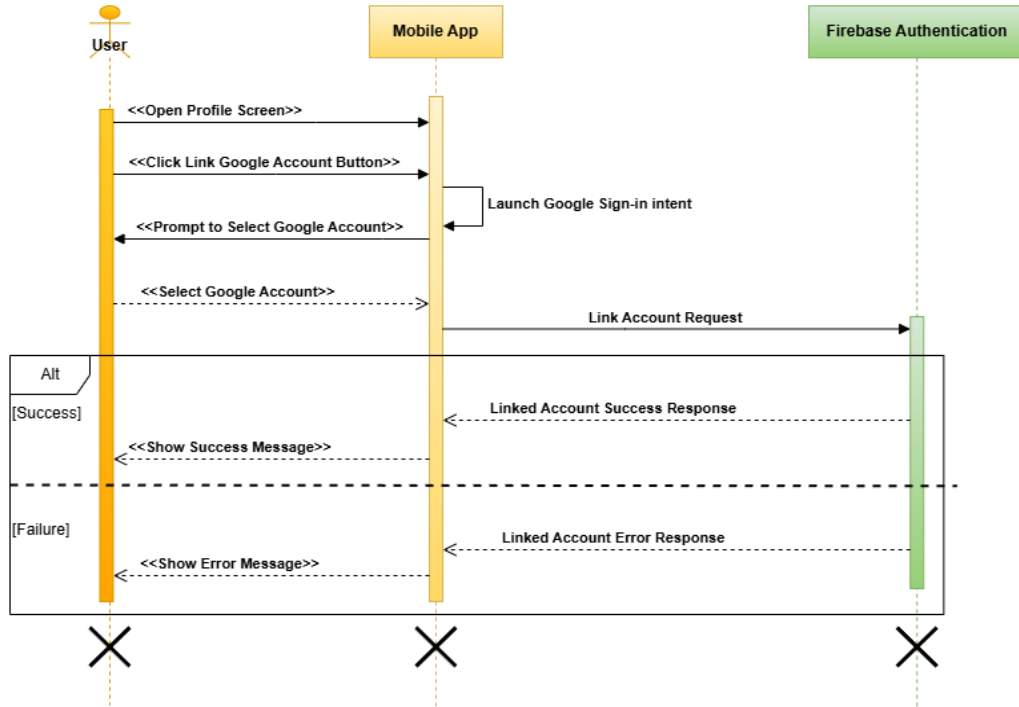 User
Mobile App
Firebase Authentication
<<Open Profile Screen>>
<<Click Link Google Account Button>>
Launch Google Sign-in intent
<<Prompt to Select Google Account>>
<<Select Google Account>>
Link Account Request
Alt
[Success]
Linked Account Success Response
<<Show Success Message>>
[Failure]
Linked Account Error Response
<<Show Error Message>>